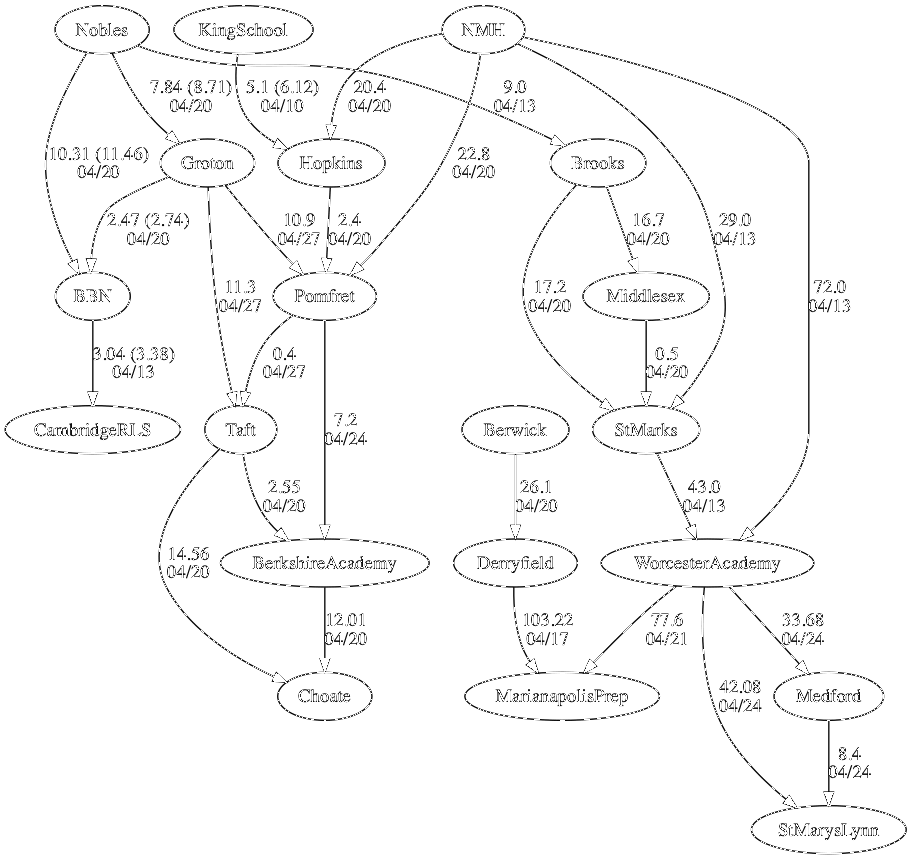 Nobles
KingSchool
NMH
7.84 (8.71)
04/20
5.1 (6.12)
04/10
20.4
04/20
9.0
04/13
10.31 (11.46)
04/20
Groton
Hopkins
22.8
04/20
Brooks
2.47 (2.74)
04/20
10.9
04/27
2.4
04/20
16.7
04/20
29.0
04/13
BBN
11.3
04/27
Pomfret
17.2
04/20
Middlesex
72.0
04/13
3.04 (3.38)
04/13
0.4
04/27
0.5
04/20
CambridgeRLS
Taft
7.2
04/24
Berwick
StMarks
2.55
04/20
26.1
04/20
43.0
04/13
14.56
04/20
BerkshireAcademy
Derryfield
WorcesterAcademy
12.01
04/20
103.22
04/17
77.6
04/21
33.68
04/24
Choate
MarianapolisPrep
42.08
04/24
Medford
8.4
04/24
StMarysLynn